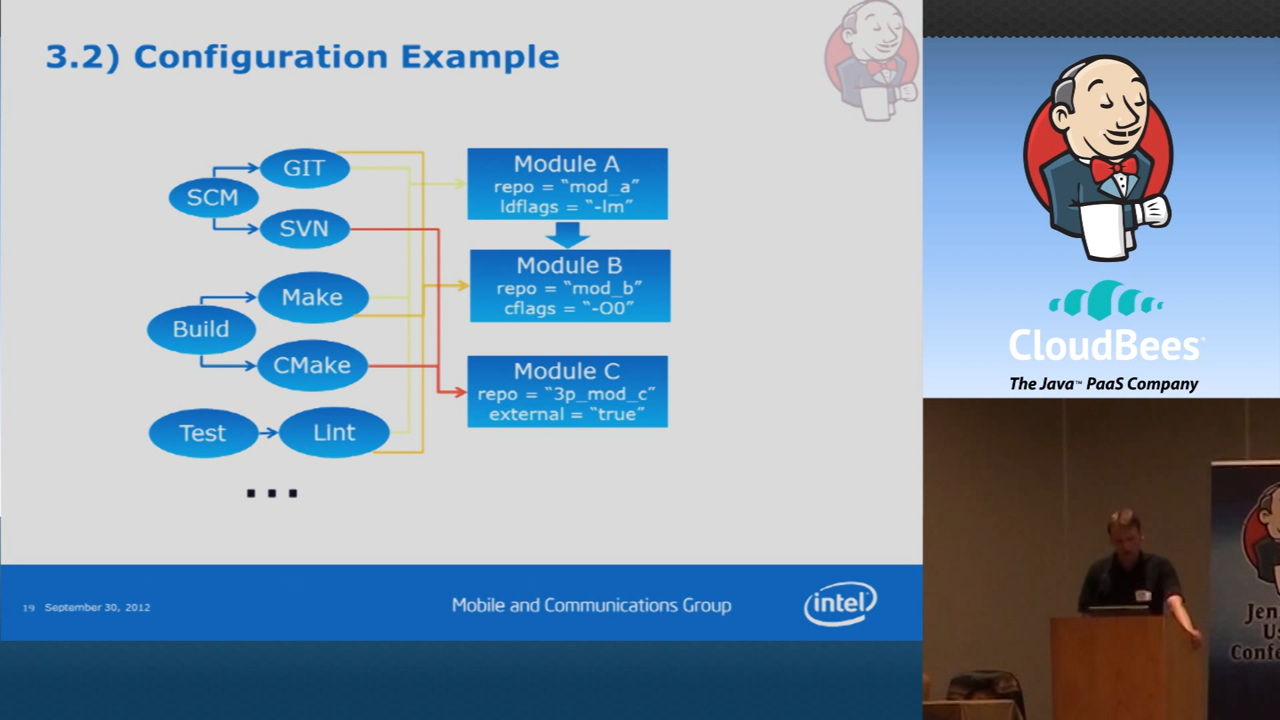 3.2) Configuration Example
SCM
GIT
SVN
Build
Make
CMake
Test
Lint
...
Module A
repo = “mod_a”
ldflags = “-lm”
Module B
repo = “mod_b”
cflags = “-O0”
Module C
repo = “3p_mod_c”
external = “true”
19 September 30, 2012
Mobile and Communications Group
intel
CloudBees
The Java™ PaaS Company